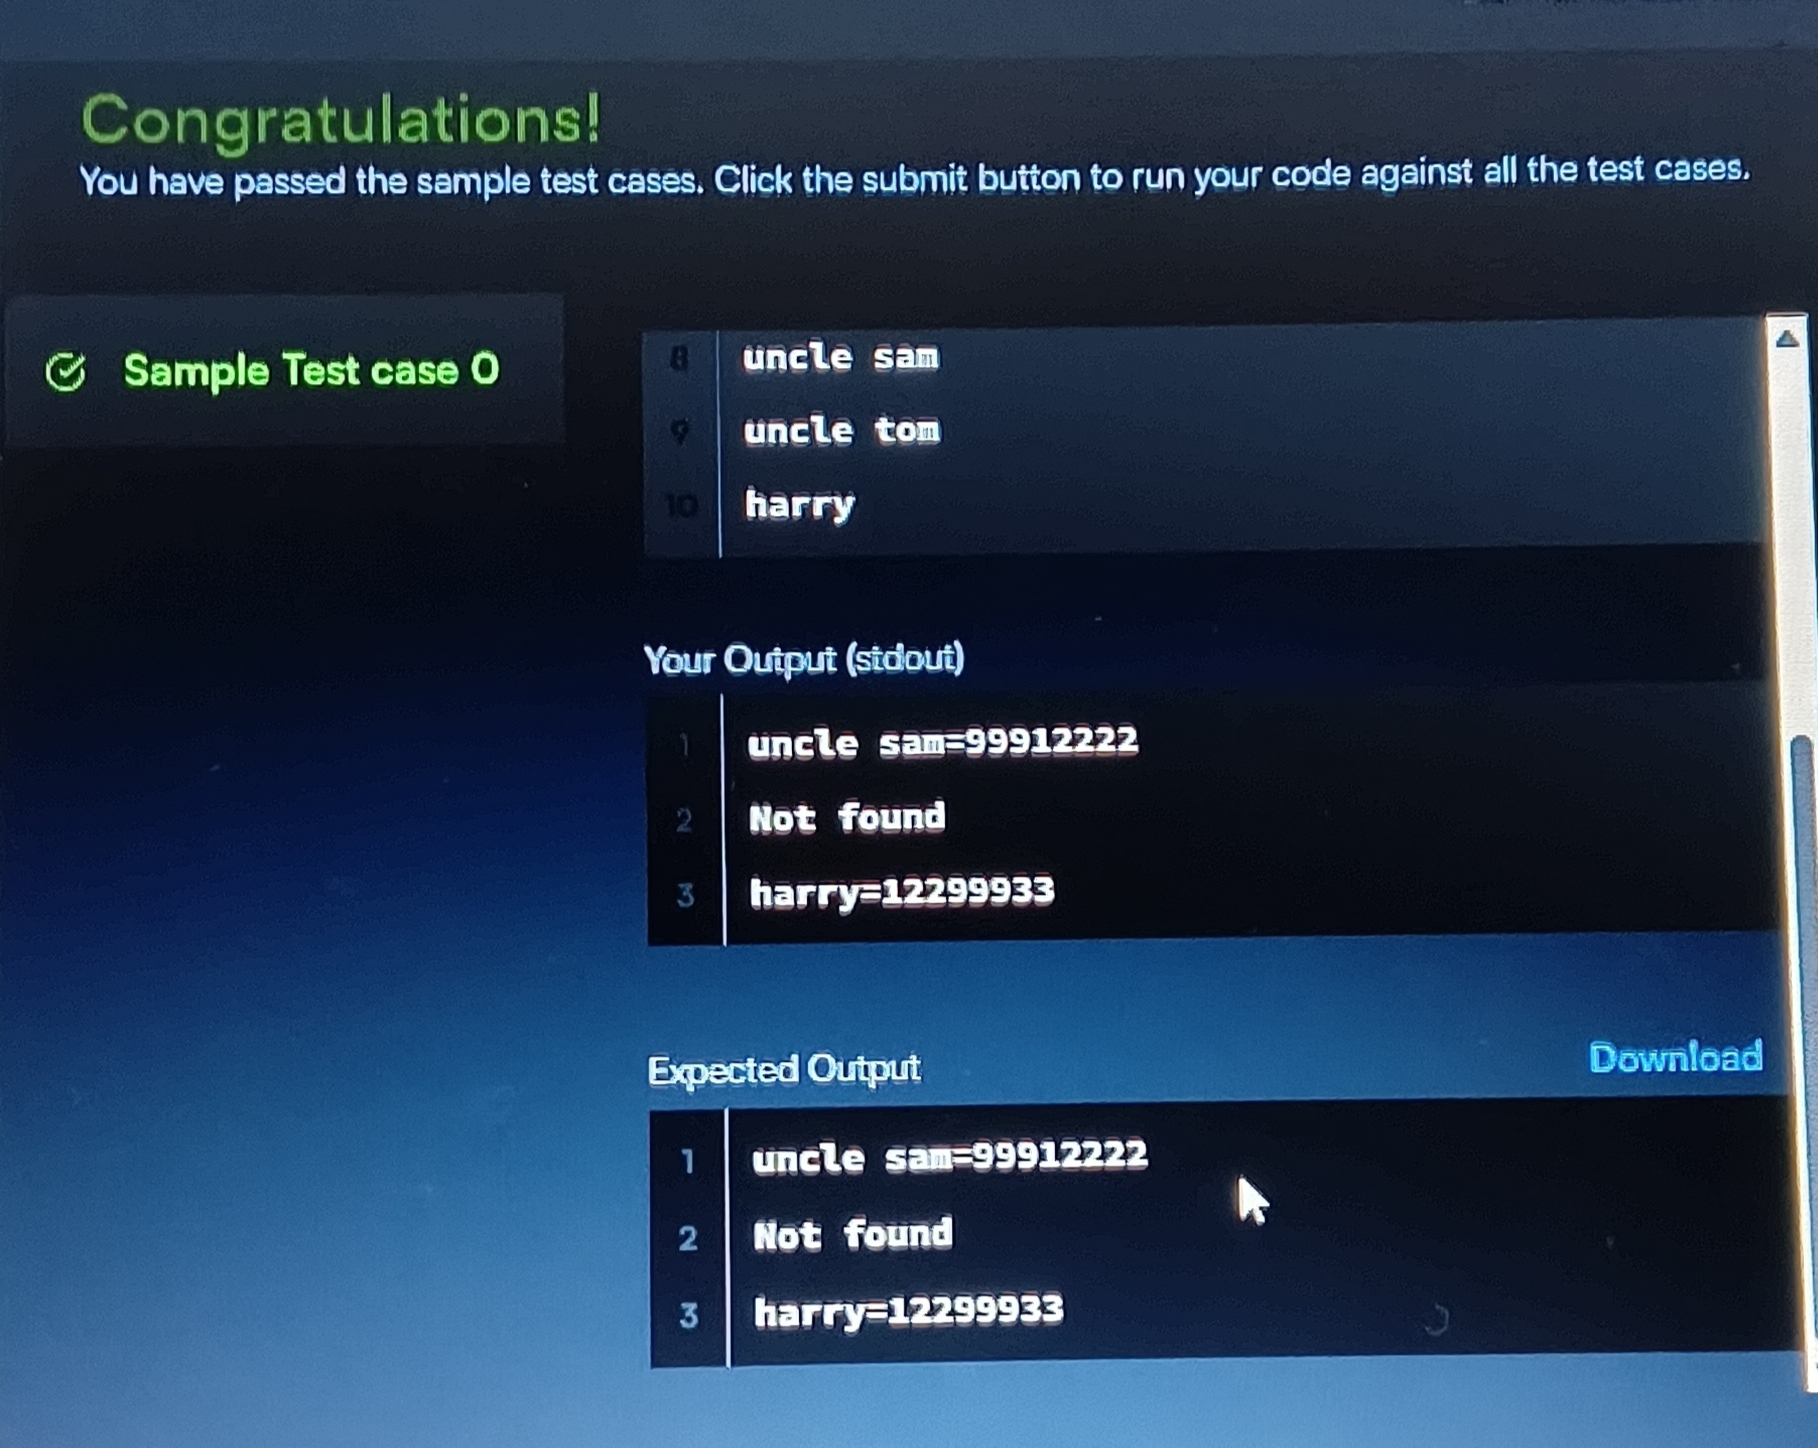 Congratulations!
You have passed the sample test cases. Click the submit button to run your code against all the test cases.
Sample Test case 0
8 uncle sam
9 uncle tom
10 harry
Your Output (stdout)
1 uncle sam=99912222
2 Not found
3 harry=12299933
Expected Output
Download
1 uncle sam=99912222
2 Not found
3 harry=12299933